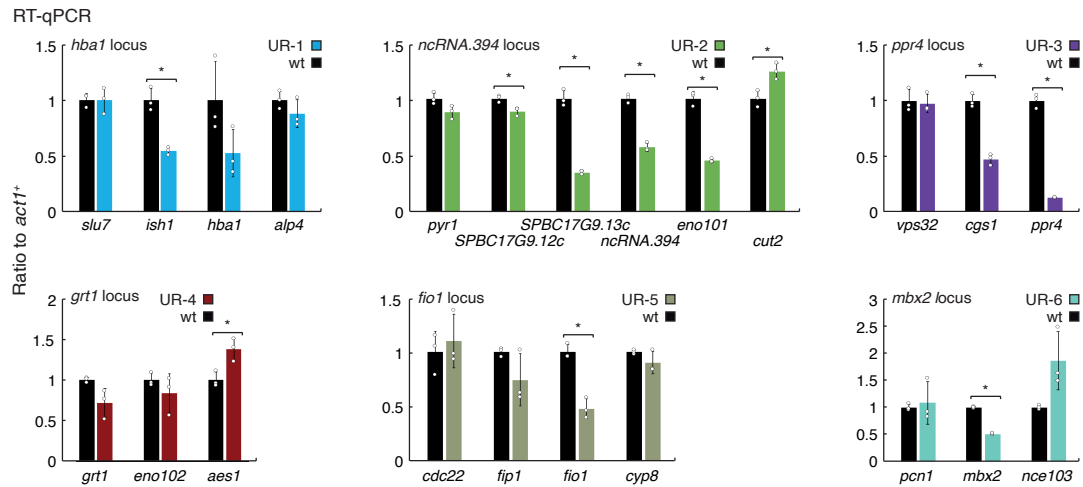 RT-qPCR
Ratio to act1+
hba1 locus
UR-1
wt
1.5
1
0.5
0
*
slu7 ish1 hba1 alp4
ncRNA.394 locus
UR-2
wt
1.5
1
0.5
0
* * * * *
pyr1 SPBC17G9.13c eno101
SPBC17G9.12c ncRNA.394 cut2
ppr4 locus
UR-3
wt
1.5
1
0.5
0
* *
vps32 cgs1 ppr4
grt1 locus
UR-4
wt
2
1.5
1
0.5
0
*
grt1 eno102 aes1
fio1 locus
UR-5
wt
1.5
1
0.5
0
*
cdc22 fip1 fio1 cyp8
mbx2 locus
UR-6
wt
3
2.5
2
1.5
1
0.5
0
*
pcn1 mbx2 nce103